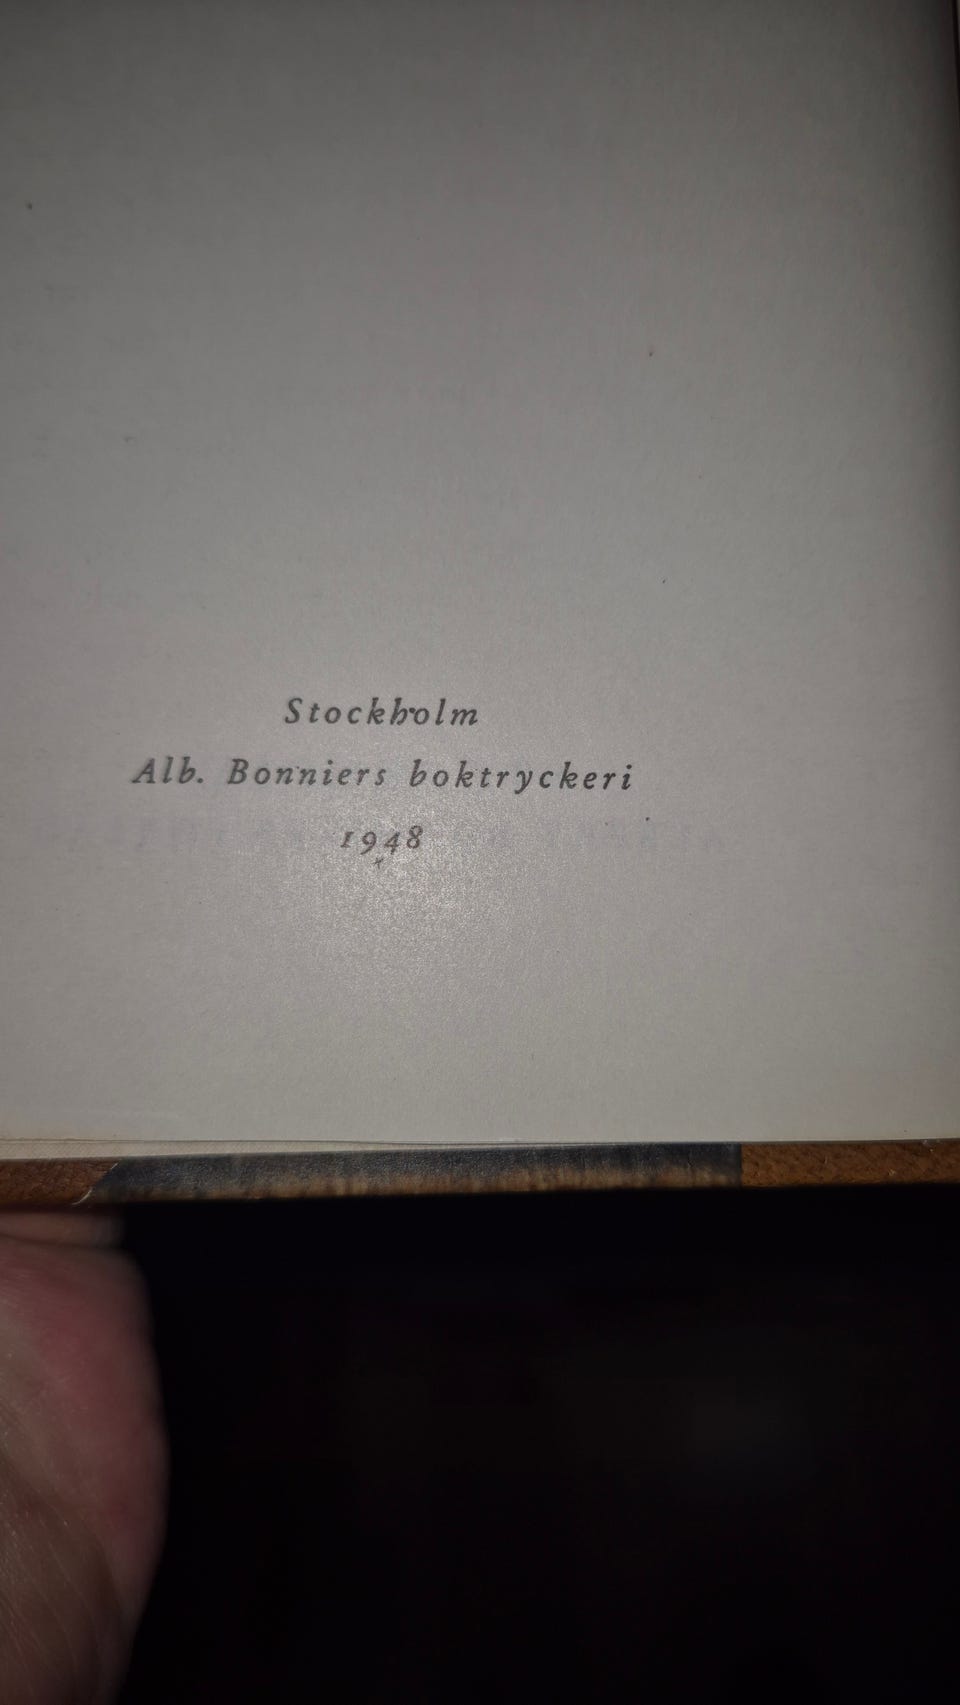 Stockholm
Alb. Bonniers boktryckeri
1948